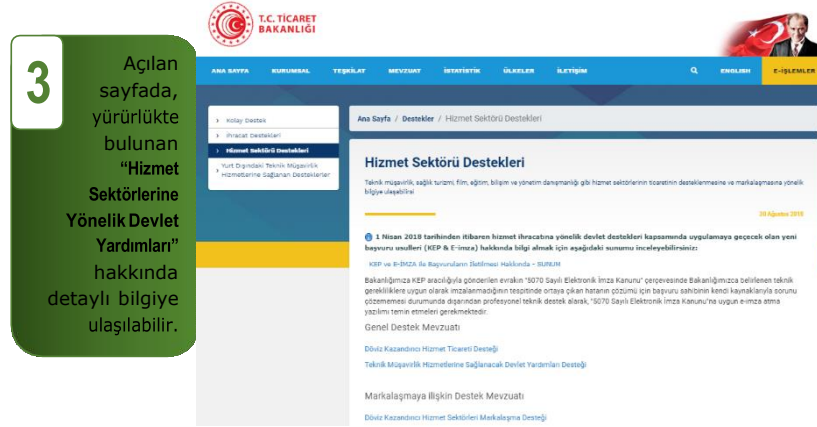 3
Açılan
sayfada,
yürürlükte
bulunan
“Hizmet
Sektörlerine
Yönelik Devlet
Yardımları”
hakkında
detaylı bilgiye
ulaşılabilir.
T.C. TİCARET
BAKANLIĞI
ANA SAYFA KURUMSAL TEŞKİLAT MEVZUAT İSTATİSTİK ÜLKELER İLETİŞİM ENGLISH E-İŞLEMLER
Kolay Destek
İhracat Destekleri
Hizmet Sektörü Destekleri
Yurt Dışındaki Teknik Müşavirlik
Hizmetlerine Sağlanan Desteklerler
Ana Sayfa / Destekler / Hizmet Sektörü Destekleri
Hizmet Sektörü Destekleri
Teknik müşavirlik, sağlık turizmi, film, eğitim, bilişim ve yönetim danışmanlığı gibi hizmet sektörlerinin ticaretinin desteklenmesine ve markalaşmasına yönelik
bilgiye ulaşabilirsi
Ağustos 2018
1 Nisan 2018 tarihinden itibaren hizmet ihracatına yönelik devlet destekleri kapsamında uygulamaya geçecek olan yeni
başvuru usulleri (KEP & E-imza) hakkında bilgi almak için aşağıdaki sunumu inceleyebilirsiniz:
KEP ve E-İMZA ile Başvuruların İletilmesi Hakkında - SUNUM
Bakanlığımıza KEP aracılığıyla gönderilen evrakın "5070 Sayılı Elektronik İmza Kanunu" çerçevesinde Bakanlığımızca belirlenen teknik
gerekliliklere uygun olarak imzalanmadığının tespitinde ortaya çıkan hatanın çözümü için başvuru sahibinin kendi kaynaklarıyla sorunu
çözememesi durumunda dışarından profesyonel teknik destek alarak, "5070 Sayılı Elektronik İmza Kanunu'na uygun e-imza atma
yazılımı temin etmeleri gerekmektedir.
Genel Destek Mevzuatı
Döviz Kazandırıcı Hizmet Ticareti Desteği
Teknik Müşavirlik Hizmetlerine Sağlanacak Devlet Yardımları Desteği
Markalaşmaya ilişkin Destek Mevzuatı
Döviz Kazandırıcı Hizmet Sektörleri Markalaşma Desteği